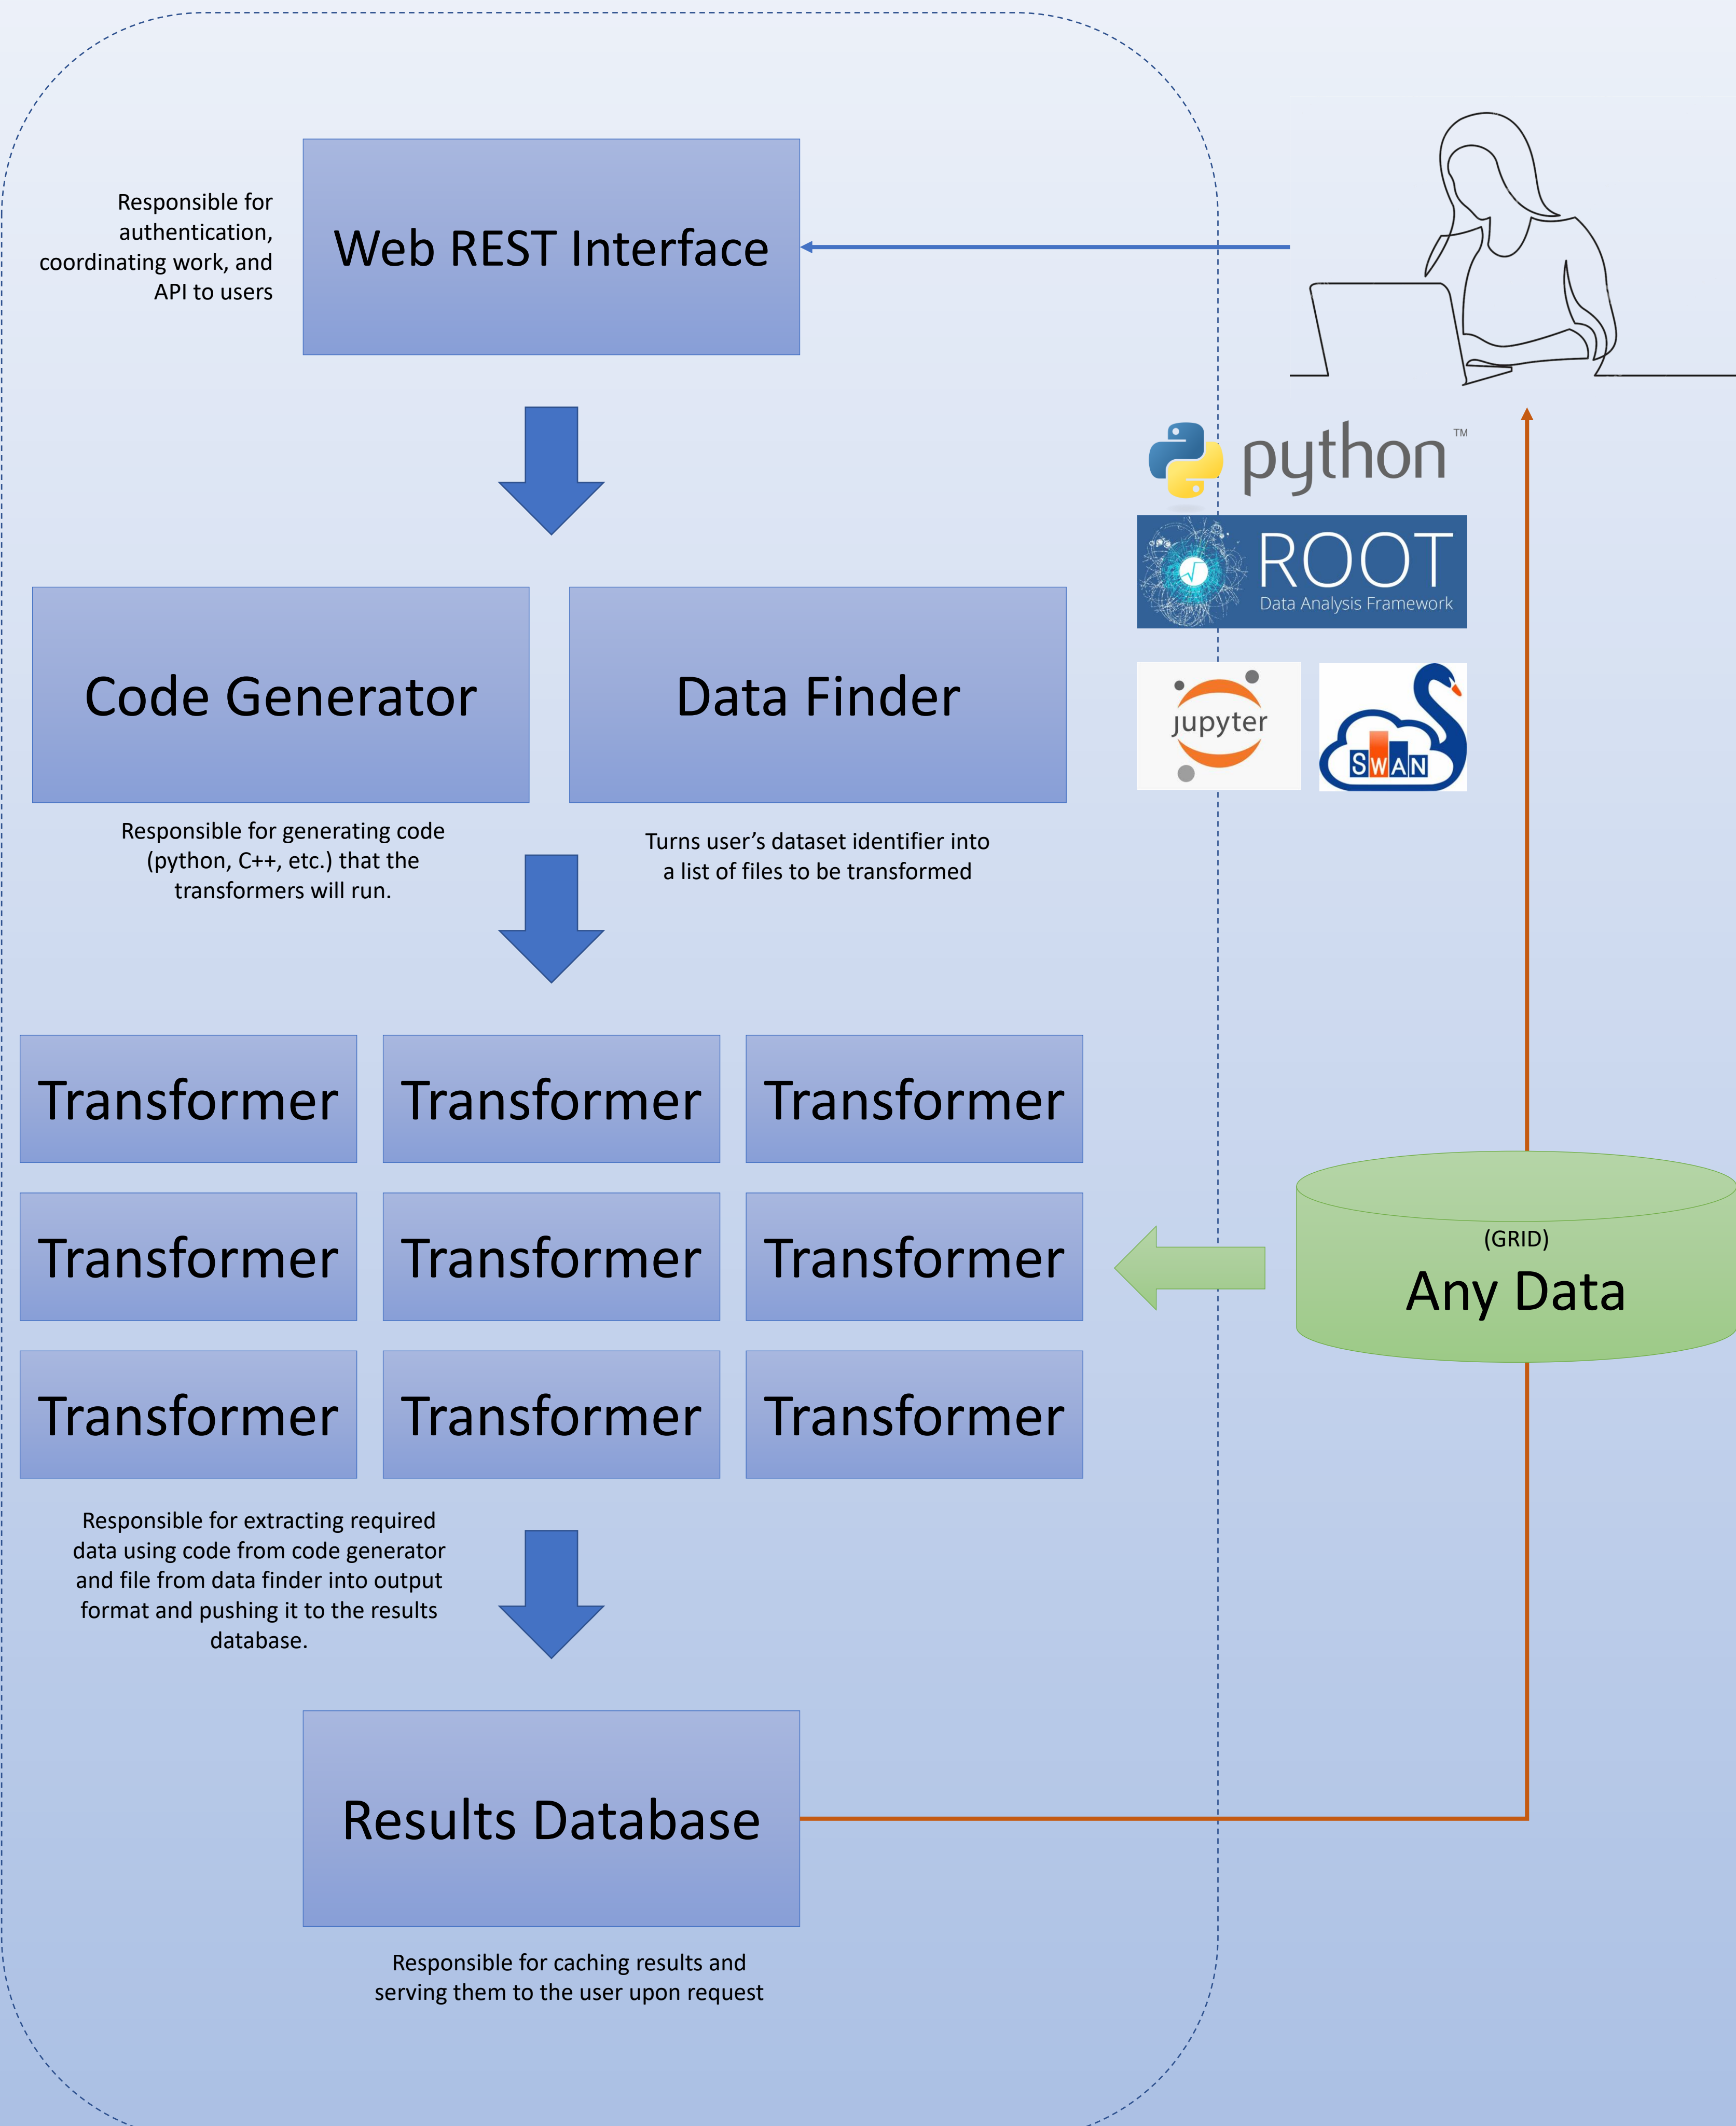 Responsible for
authentication,
coordinating work, and
API to users
Web REST Interface
python™
ROOT
Data Analysis Framework
jupyter
SWAN
Code Generator
Data Finder
Responsible for generating code
(python, C++, etc.) that the
transformers will run.
Turns user’s dataset identifier into
a list of files to be transformed
Transformer
Transformer
Transformer
Transformer
Transformer
Transformer
(GRID)
Any Data
Transformer
Transformer
Transformer
Responsible for extracting required
data using code from code generator
and file from data finder into output
format and pushing it to the results
database.
Results Database
Responsible for caching results and
serving them to the user upon request